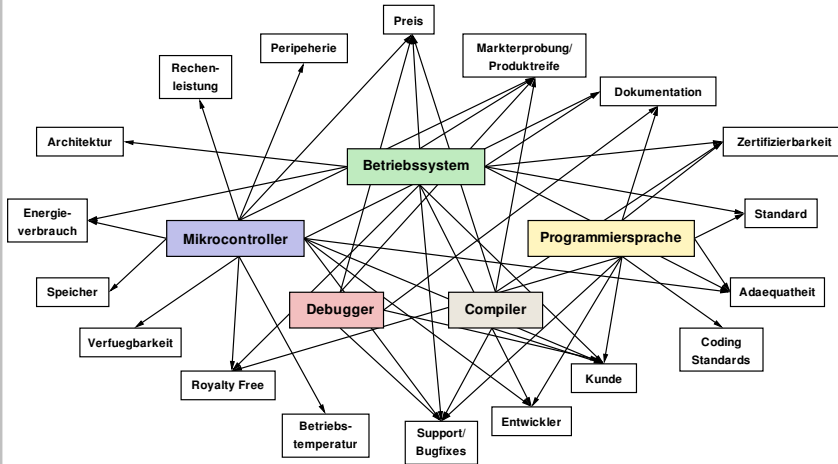 Preis
Peripeherie
Markterprobung/
Produktreife
Rechen-
leistung
Dokumentation
Architektur
Zertifizierbarkeit
Betriebssystem
Energie-
verbrauch
Standard
Mikrocontroller
Programmiersprache
Speicher
Adaequatheit
Debugger
Compiler
Verfuegbarkeit
Coding
Standards
Royalty Free
Kunde
Betriebs-
temperatur
Entwickler
Support/
Bugfixes